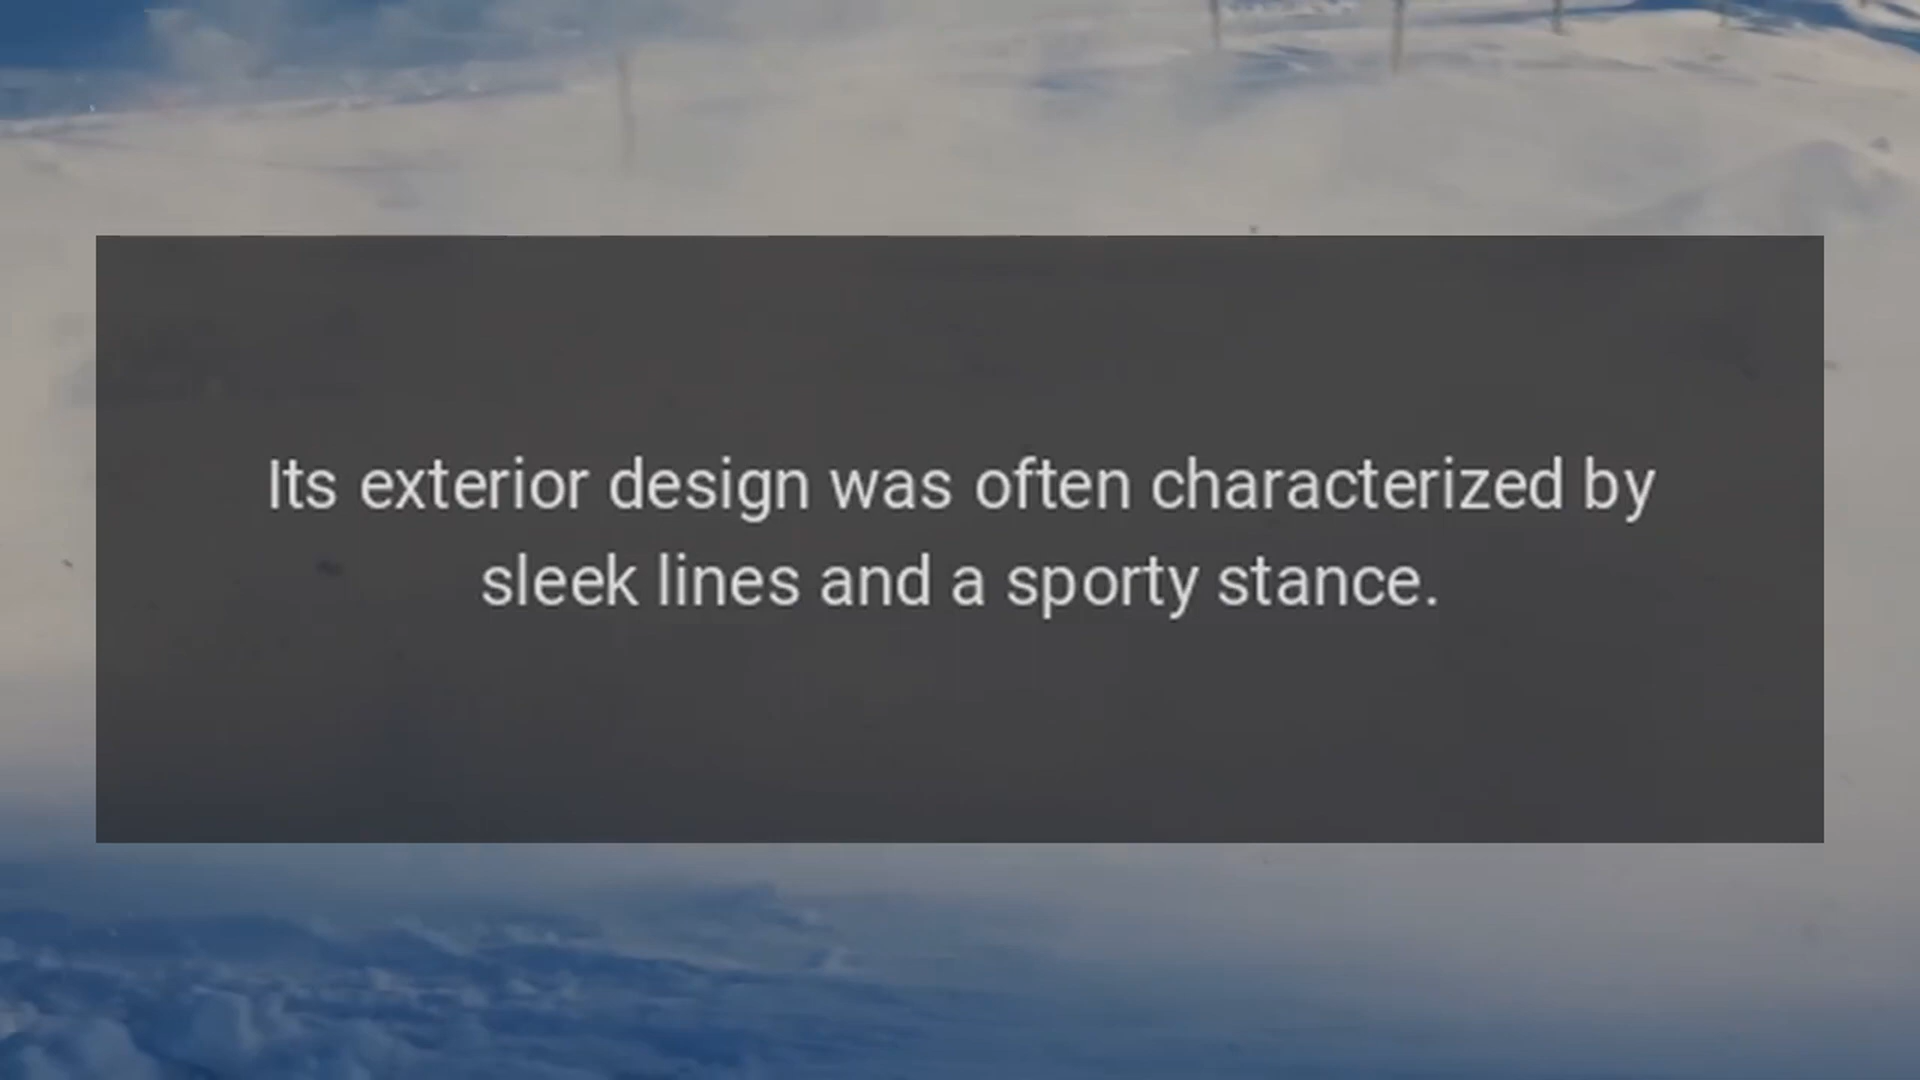 Its exterior design was often characterized by
sleek lines and a sporty stance.